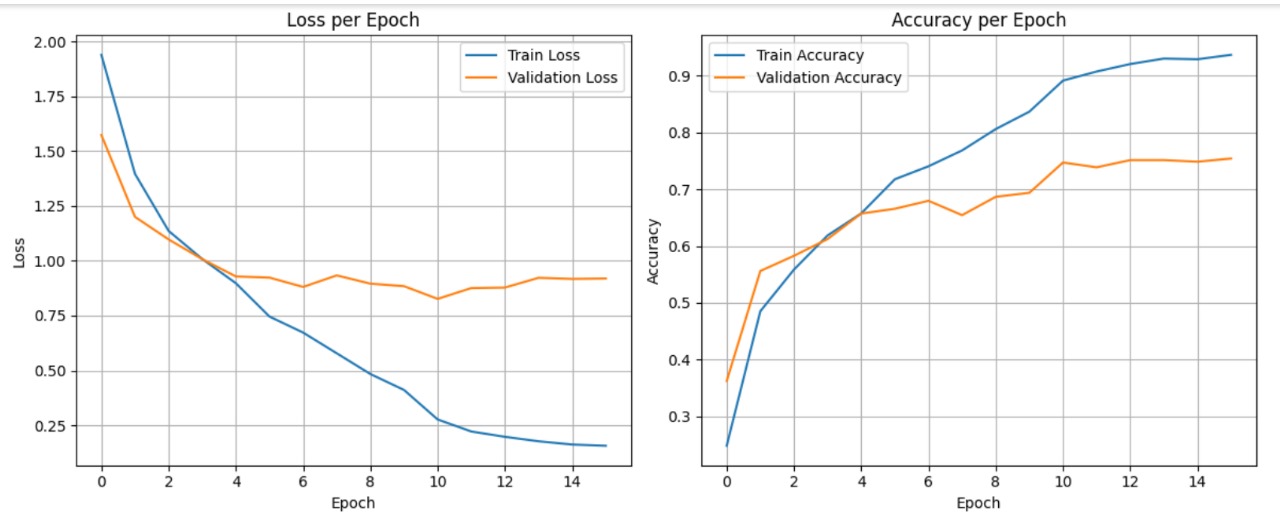 Loss per Epoch
Train Loss
Validation Loss
2.00
1.75
1.50
1.25
1.00
0.75
0.50
0.25
Loss
0 2 4 6 8 10 12 14
Epoch
Accuracy per Epoch
Train Accuracy
Validation Accuracy
0.9
0.8
0.7
0.6
0.5
0.4
0.3
Accuracy
0 2 4 6 8 10 12 14
Epoch